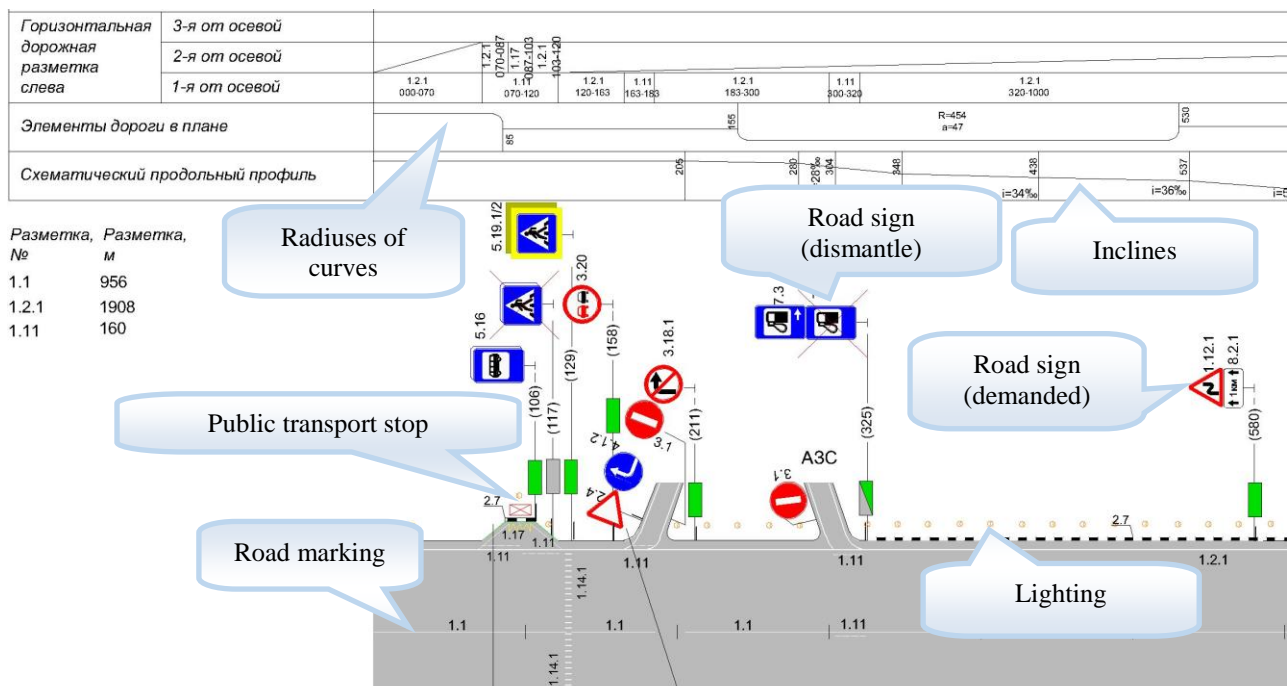 Горизонтальная
дорожная
разметка
слева
3-я от осевой
2-я от осевой
1-я от осевой
1.2.1
070-087
1.17
087-103
1.2.1
103-120
1.2.1
000-070
1.11
070-120
1.2.1
120-163
1.11
163-183
1.2.1
183-300
1.11
300-320
1.2.1
320-1000
Элементы дороги в плане
85
155
R=454
a=47
530
Схематический продольный профиль
205
280
304
348
438
i=34‰
537
i=36‰
Разметка, Разметка,
№ м
1.1 956
1.2.1 1908
1.11 160
Radiuses of
curves
Road sign
(dismantle)
Inclines
Road sign
(demanded)
Public transport stop
Road marking
Lighting
5.19.1/2
5.16
3.20
(106)
(117)
(129)
(158)
3.18.1
3.1
4.1.2
2.4
(211)
7.3
(325)
АЗС
3.1
1.12.1
8.2.1
1 км
(580)
2.7
1.17
1.11
1.11
1.11
1.11
2.7
1.2.1
1.14.1
1.14.1
1.1
1.1
1.1
1.11